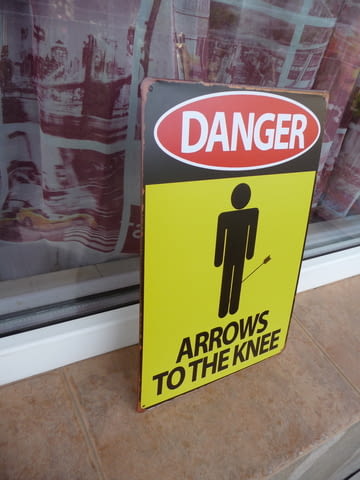 DANGER
ARROWS
TO THE KNEE